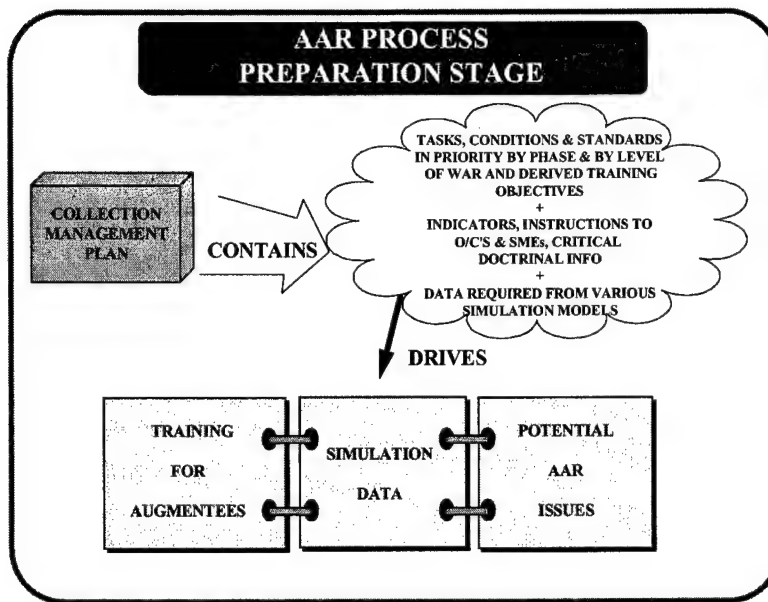 AAR PROCESS
PREPARATION STAGE
TASKS, CONDITIONS & STANDARDS
IN PRIORITY BY PHASE & BY LEVEL
OF WAR AND DERIVED TRAINING
OBJECTIVES
+
INDICATORS, INSTRUCTIONS TO
O/C'S & SMEs, CRITICAL
DOCTRINAL INFO
+
DATA REQUIRED FROM VARIOUS
SIMULATION MODELS
COLLECTION
MANAGEMENT
PLAN
CONTAINS
DRIVES
TRAINING
FOR
AUGMENTEES
SIMULATION
DATA
POTENTIAL
AAR
ISSUES